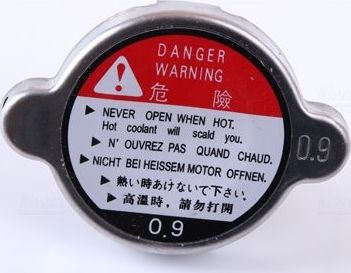 DANGER
WARNING
危險
NEVER OPEN WHEN HOT.
Hot coolant will scald you.
N' OUVREZ PAS QUAND CHAUD.
NICHT BEI HEISSEM MOTOR OFFNEN.
熱い時あけないで下さい。
高溫時，請勿打開
0.9
0.9